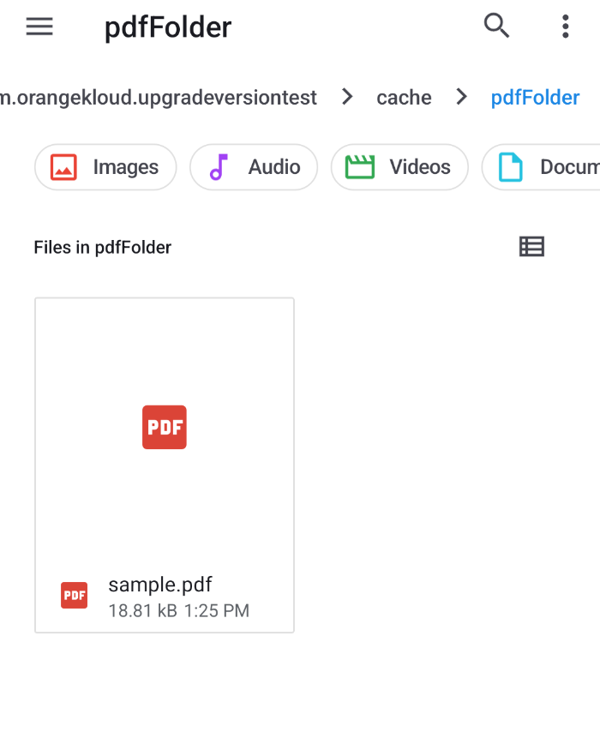 pdfFolder
m.orangekloud.upgradeversiontest > cache > pdfFolder
Images Audio Videos Docum
Files in pdfFolder
PDF
PDF
sample.pdf
18.81 kB 1:25 PM